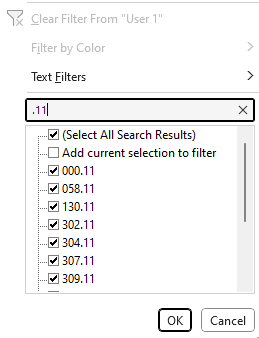 Clear Filter From "User 1"
Filter by Color
Text Filters
.11
(Select All Search Results)
Add current selection to filter
000.11
058.11
130.11
302.11
304.11
307.11
309.11
OK
Cancel